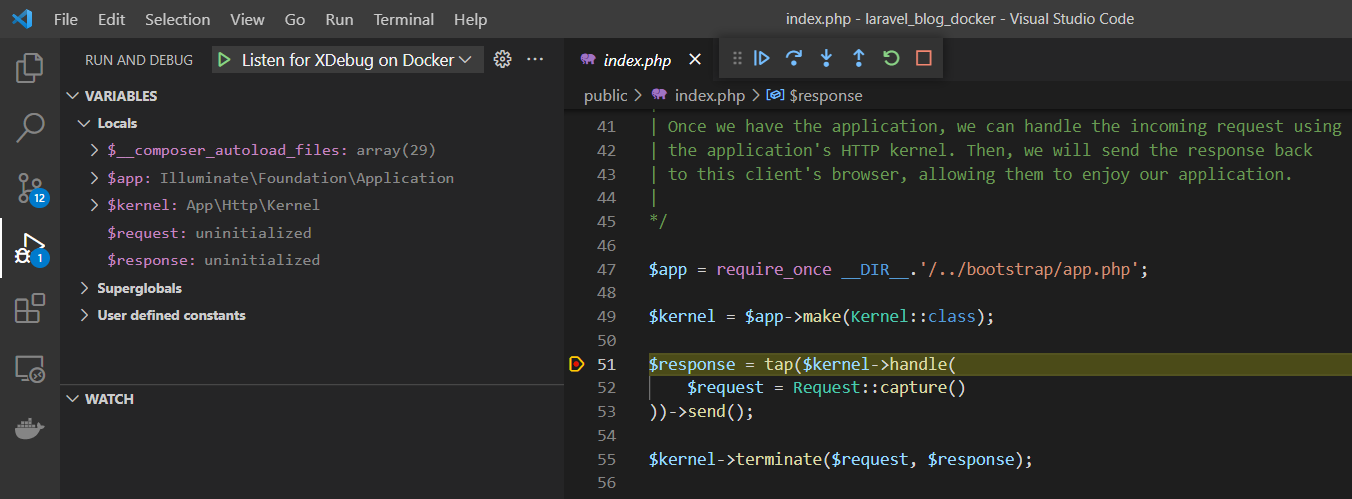 File Edit Selection View Go Run Terminal Help index.php - laravel_blog_docker - Visual Studio Code
RUN AND DEBUG Listen for XDebug on Docker
VARIABLES
Locals
$__composer_autoload_files: array(29)
$app: Illuminate\Foundation\Application
$kernel: App\Http\Kernel
$request: uninitialized
$response: uninitialized
Superglobals
User defined constants
WATCH
12
1
index.php
public > index.php > $response
41 | Once we have the application, we can handle the incoming request using
42 | the application's HTTP kernel. Then, we will send the response back
43 | to this client's browser, allowing them to enjoy our application.
44 |
45 */
46
47 $app = require_once __DIR__.'/../bootstrap/app.php';
48
49 $kernel = $app->make(Kernel::class);
50
51 $response = tap($kernel->handle(
52     $request = Request::capture()
53 ))->send();
54
55 $kernel->terminate($request, $response);
56